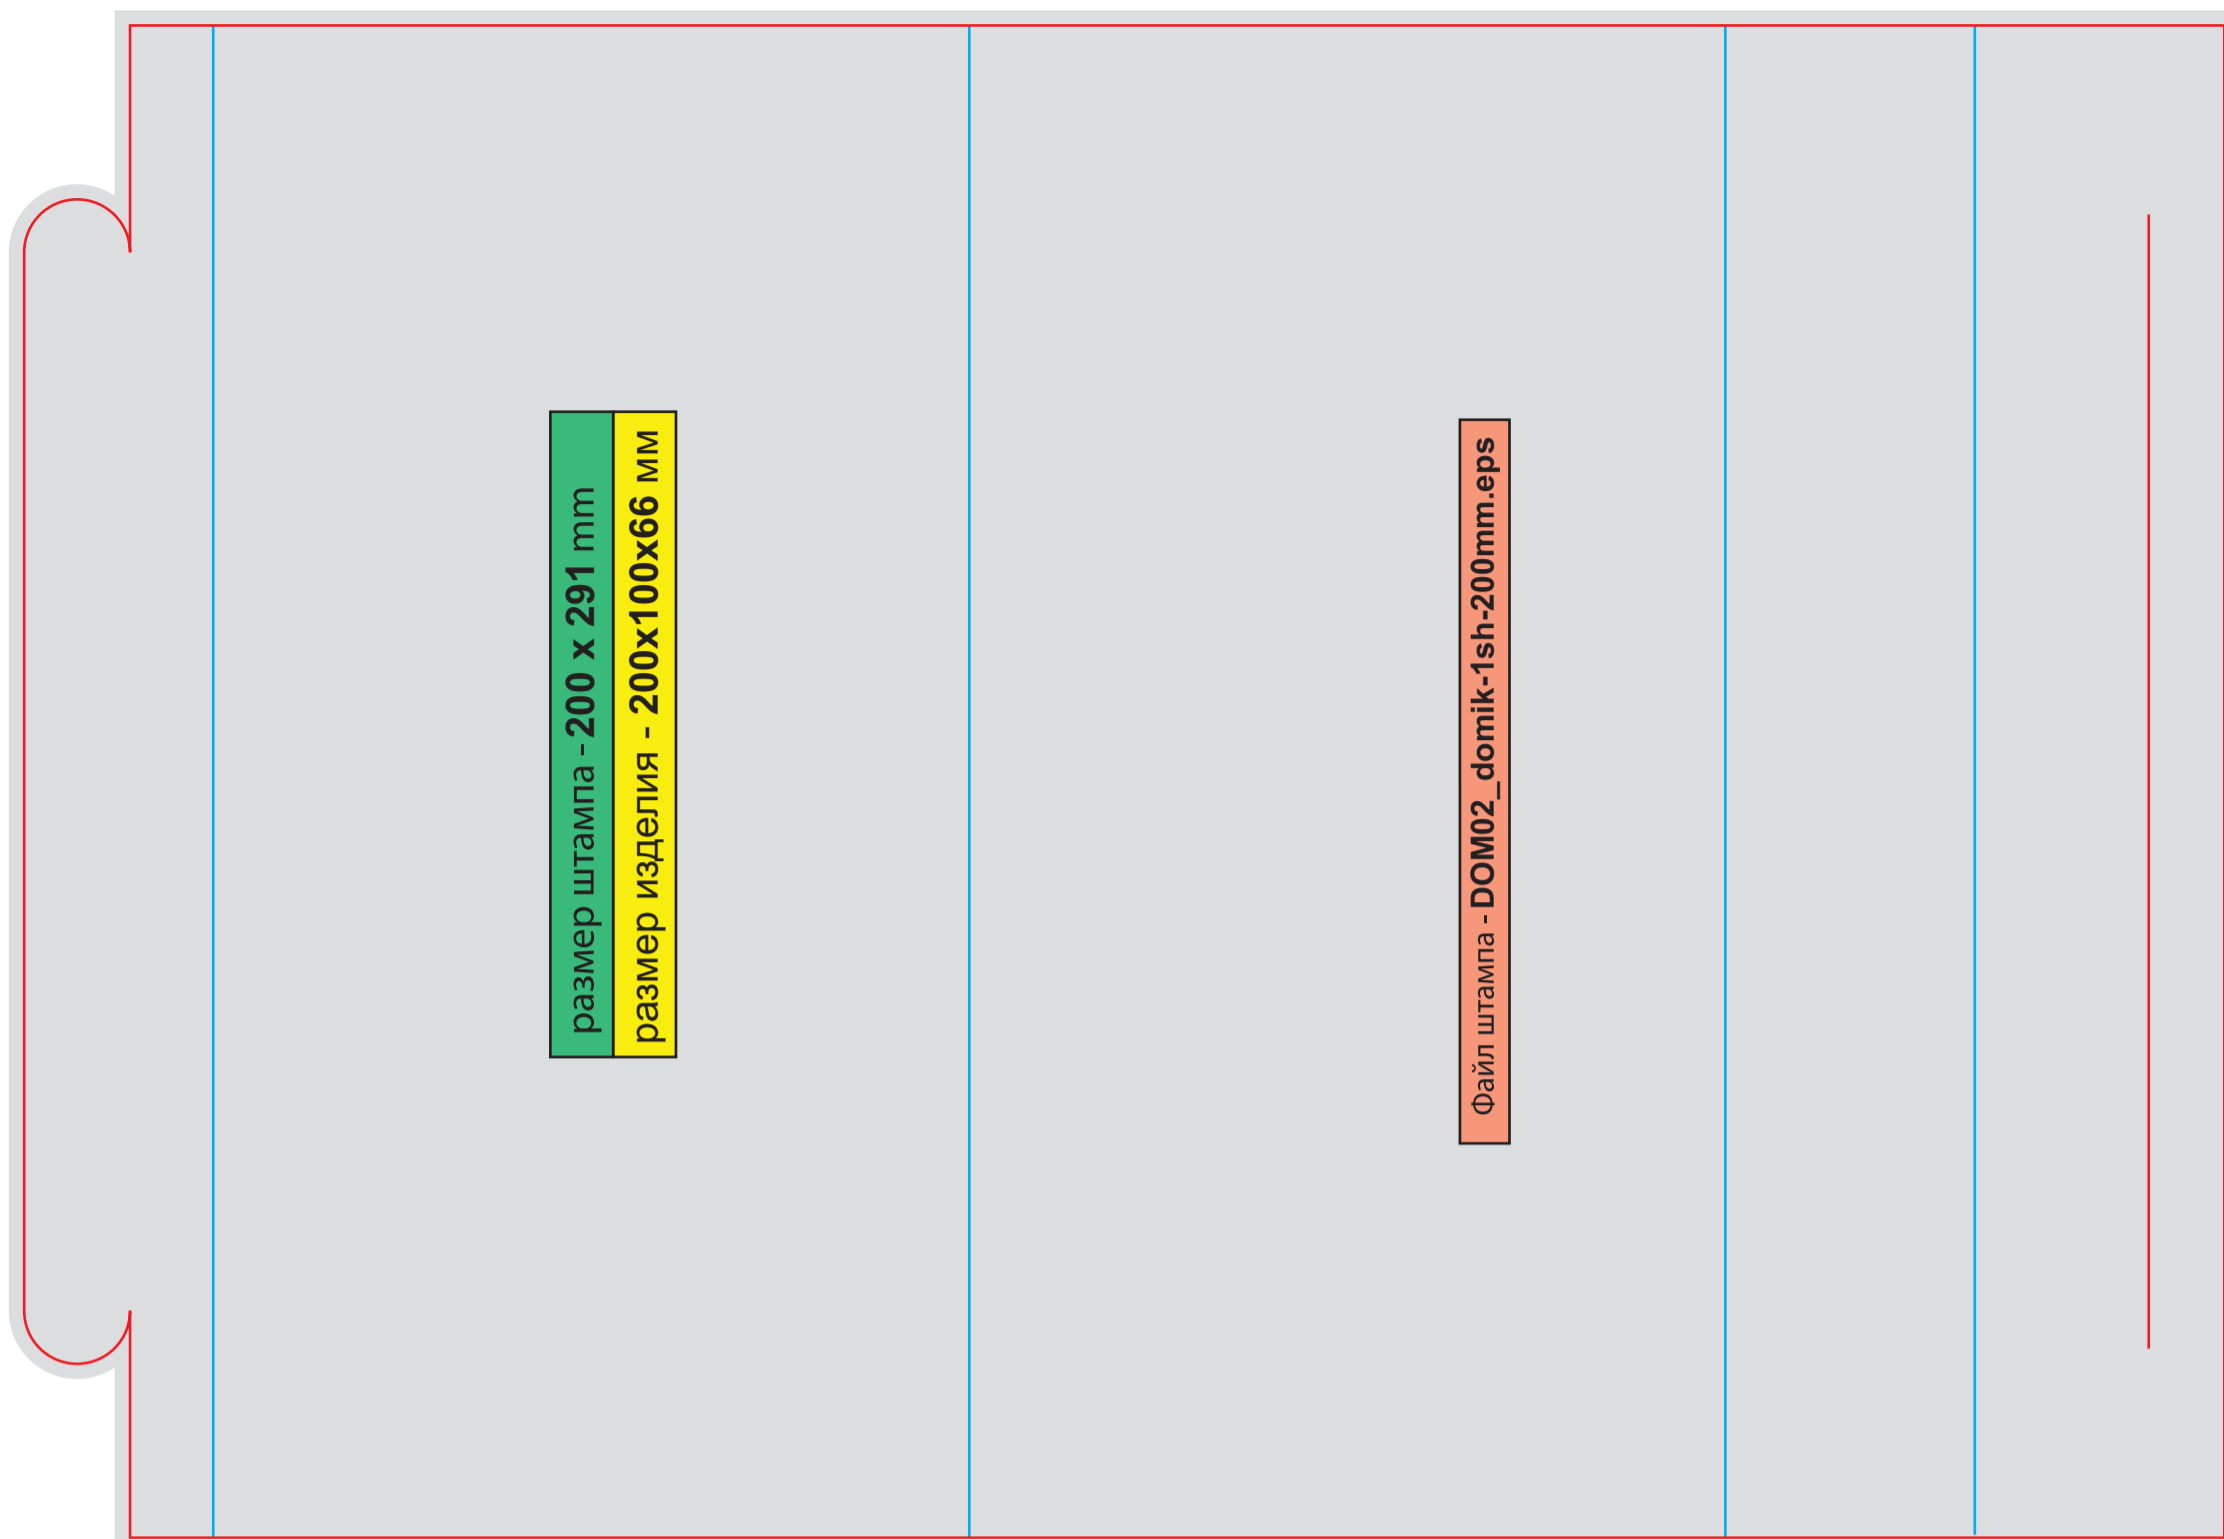 размер штампа - 200 x 291 mm
размер изделия - 200x100x66 мм
Файл штампа - DOM02_domik-1sh-200mm.eps